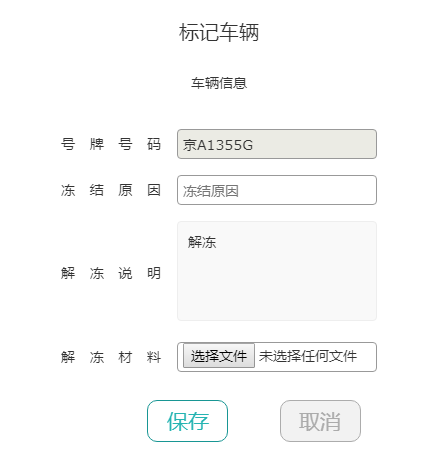 标记车辆
车辆信息
号牌号码 京A1355G
冻结原因 冻结原因
解冻说明 解冻
解冻材料 选择文件 未选择任何文件
保存 取消